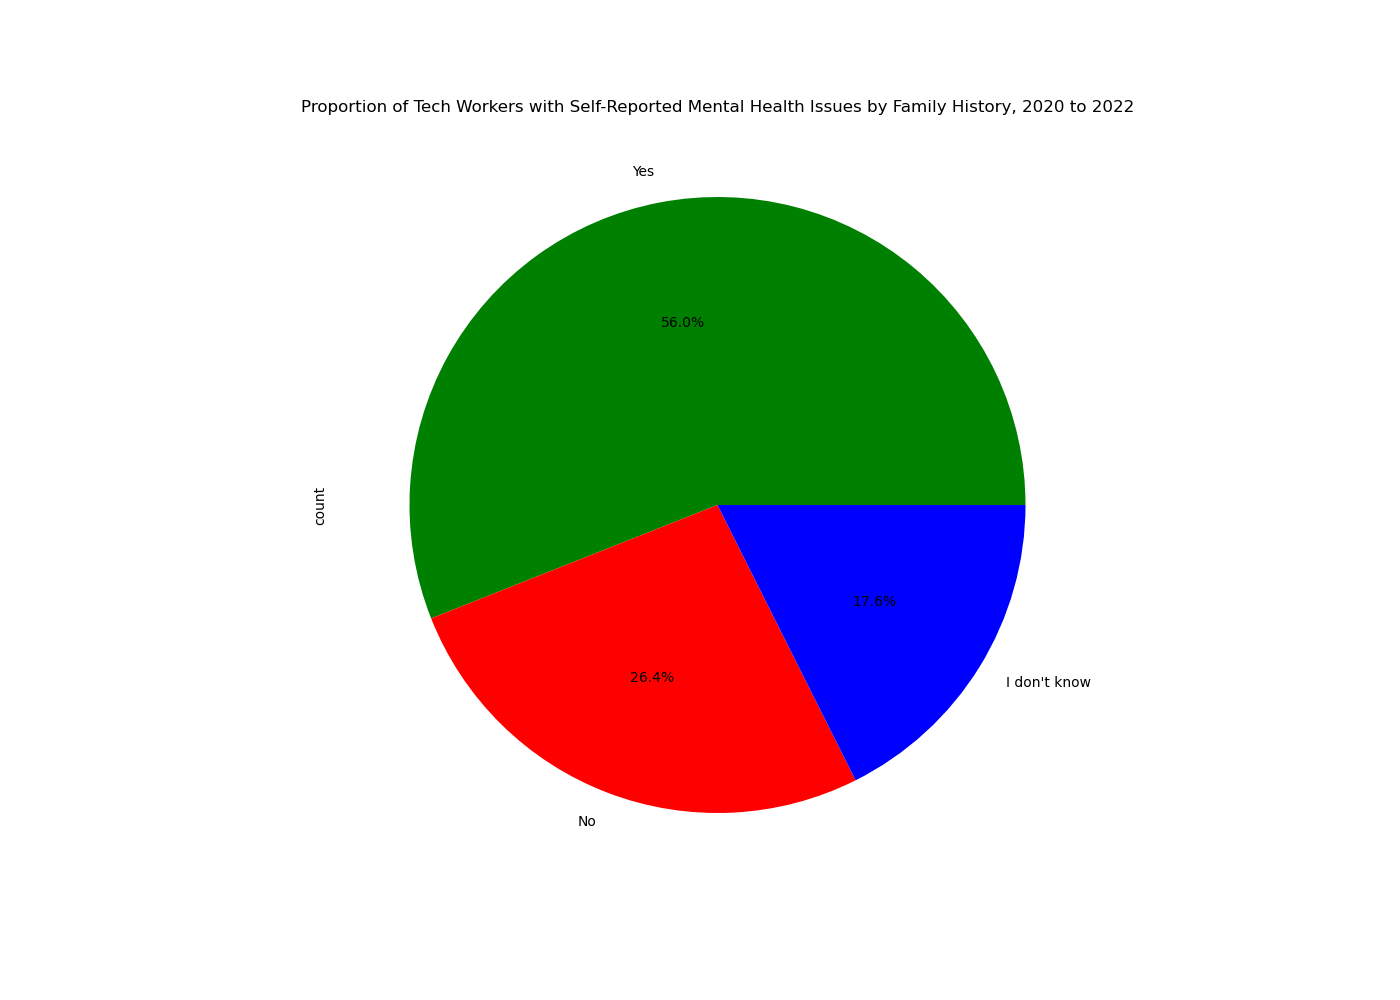 Proportion of Tech Workers with Self-Reported Mental Health Issues by Family History, 2020 to 2022
Yes
56.0%
count
17.6%
26.4%
I don't know
No